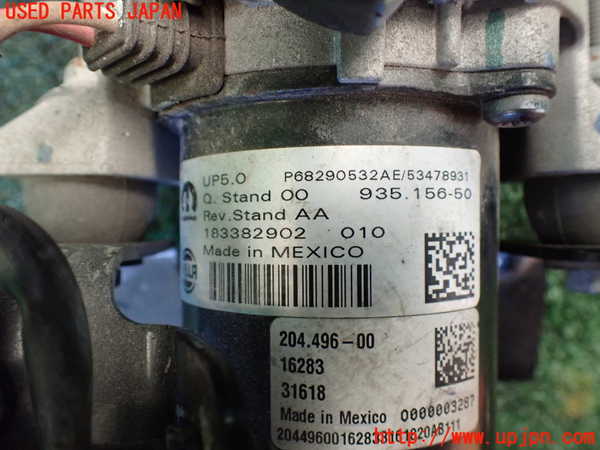 USED PARTS JAPAN
UP5.0 P68290532AE/53478931
Q. Stand 00 935.156-50
Rev.Stand AA
183382902 010
Made in MEXICO
204.496-00
16283
31618
Made in Mexico 0000003287
http://www.upjpn.com